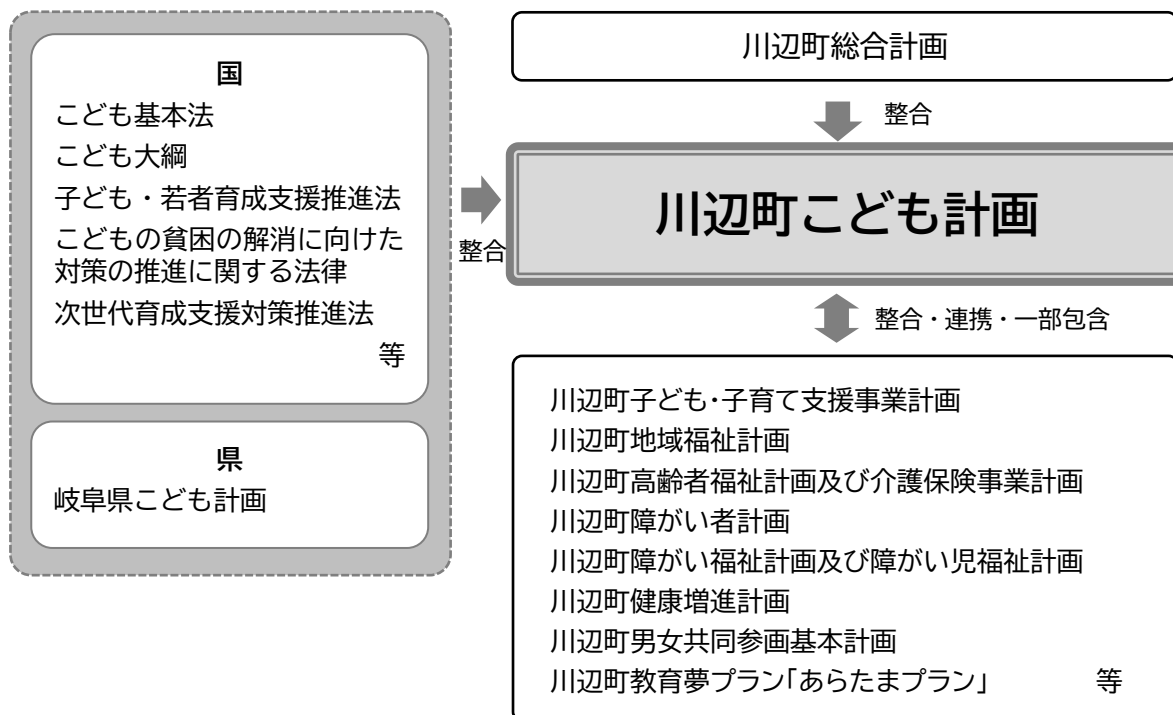 国
こども基本法
こども大綱
子ども・若者育成支援推進法
こどもの貧困の解消に向けた
対策の推進に関する法律
次世代育成支援対策推進法
等
県
岐阜県こども計画
整合
川辺町総合計画
整合
川辺町こども計画
整合・連携・一部包含
川辺町子ども・子育て支援事業計画
川辺町地域福祉計画
川辺町高齢者福祉計画及び介護保険事業計画
川辺町障がい者計画
川辺町障がい福祉計画及び障がい児福祉計画
川辺町健康増進計画
川辺町男女共同参画基本計画
川辺町教育夢プラン「あらたまプラン」 等